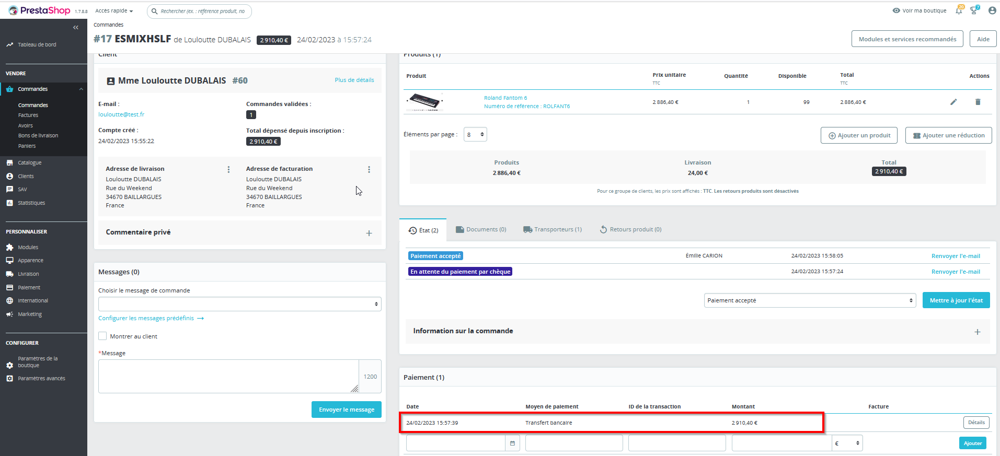 PrestaShop 1.7.8.8
Accès rapide
Rechercher (ex. : référence produit, no
Voir ma boutique
20
7
Commandes
#17 ESMIXHSLF de Louloutte DUBALAIS 2 910,40 € 24/02/2023 à 15:57:24
Modules et services recommandés
Aide
Tableau de bord
VENDRE
Commandes
Commandes
Factures
Avoirs
Bons de livraison
Paniers
Catalogue
Clients
SAV
Statistiques
PERSONNALISER
Modules
Apparence
Livraison
Paiement
International
Marketing
CONFIGURER
Paramètres de la
boutique
Paramètres avancés
Client
Mme Louloutte DUBALAIS #60
Plus de détails
E-mail :
louloutte@test.fr
Commandes validées :
1
Compte créé :
24/02/2023 15:55:22
Total dépensé depuis inscription :
2 910,40 €
Adresse de livraison
Louloutte DUBALAIS
Rue du Weekend
34670 BAILLARGUES
France
Adresse de facturation
Louloutte DUBALAIS
Rue du Weekend
34670 BAILLARGUES
France
Commentaire privé
Messages (0)
Choisir le message de commande
Configurer les messages prédéfinis →
Montrer au client
*Message
1200
Envoyer le message
Produits (1)
Produit Prix unitaire Quantité Disponible Total Actions
TTC TTC
Roland Fantom 6
Numéro de référence : ROLFANT6
2 886,40 € 1 99 2 886,40 €
Éléments par page : 8
Ajouter un produit
Ajouter une réduction
Produits Livraison Total
2 886,40 € 24,00 € 2 910,40 €
Pour ce groupe de clients, les prix sont affichés : TTC. Les retours produits sont désactivés
État (2) Documents (0) Transporteurs (1) Retours produit (0)
Paiement accepté Émilie CARION 24/02/2023 15:58:05 Renvoyer l'e-mail
En attente du paiement par chèque 24/02/2023 15:57:24 Renvoyer l'e-mail
Paiement accepté
Mettre à jour l'état
Information sur la commande
Paiement (1)
Date Moyen de paiement ID de la transaction Montant Facture
24/02/2023 15:57:39 Transfert bancaire 2 910,40 € Détails
€
Ajouter